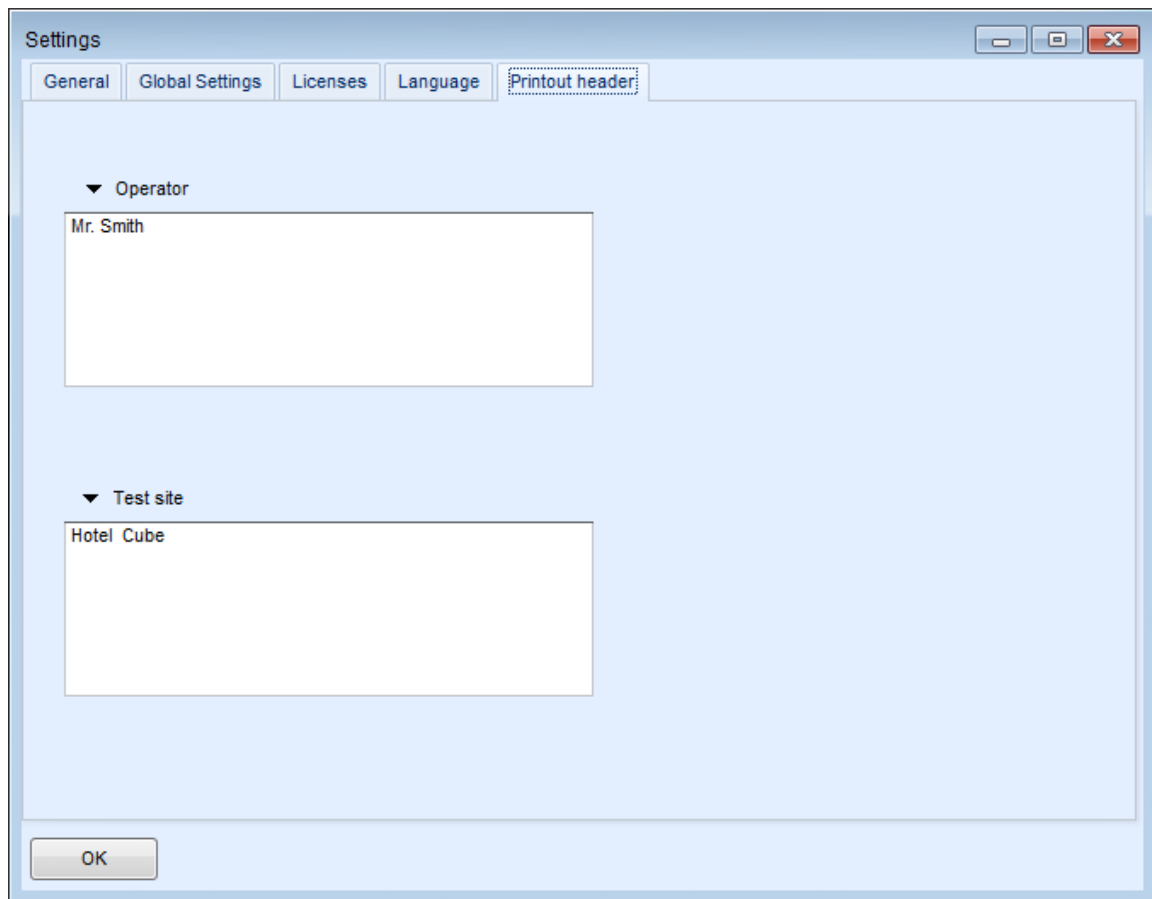 Settings
General Global Settings Licenses Language Printout header
Operator
Mr. Smith
Test site
Hotel Cube
OK